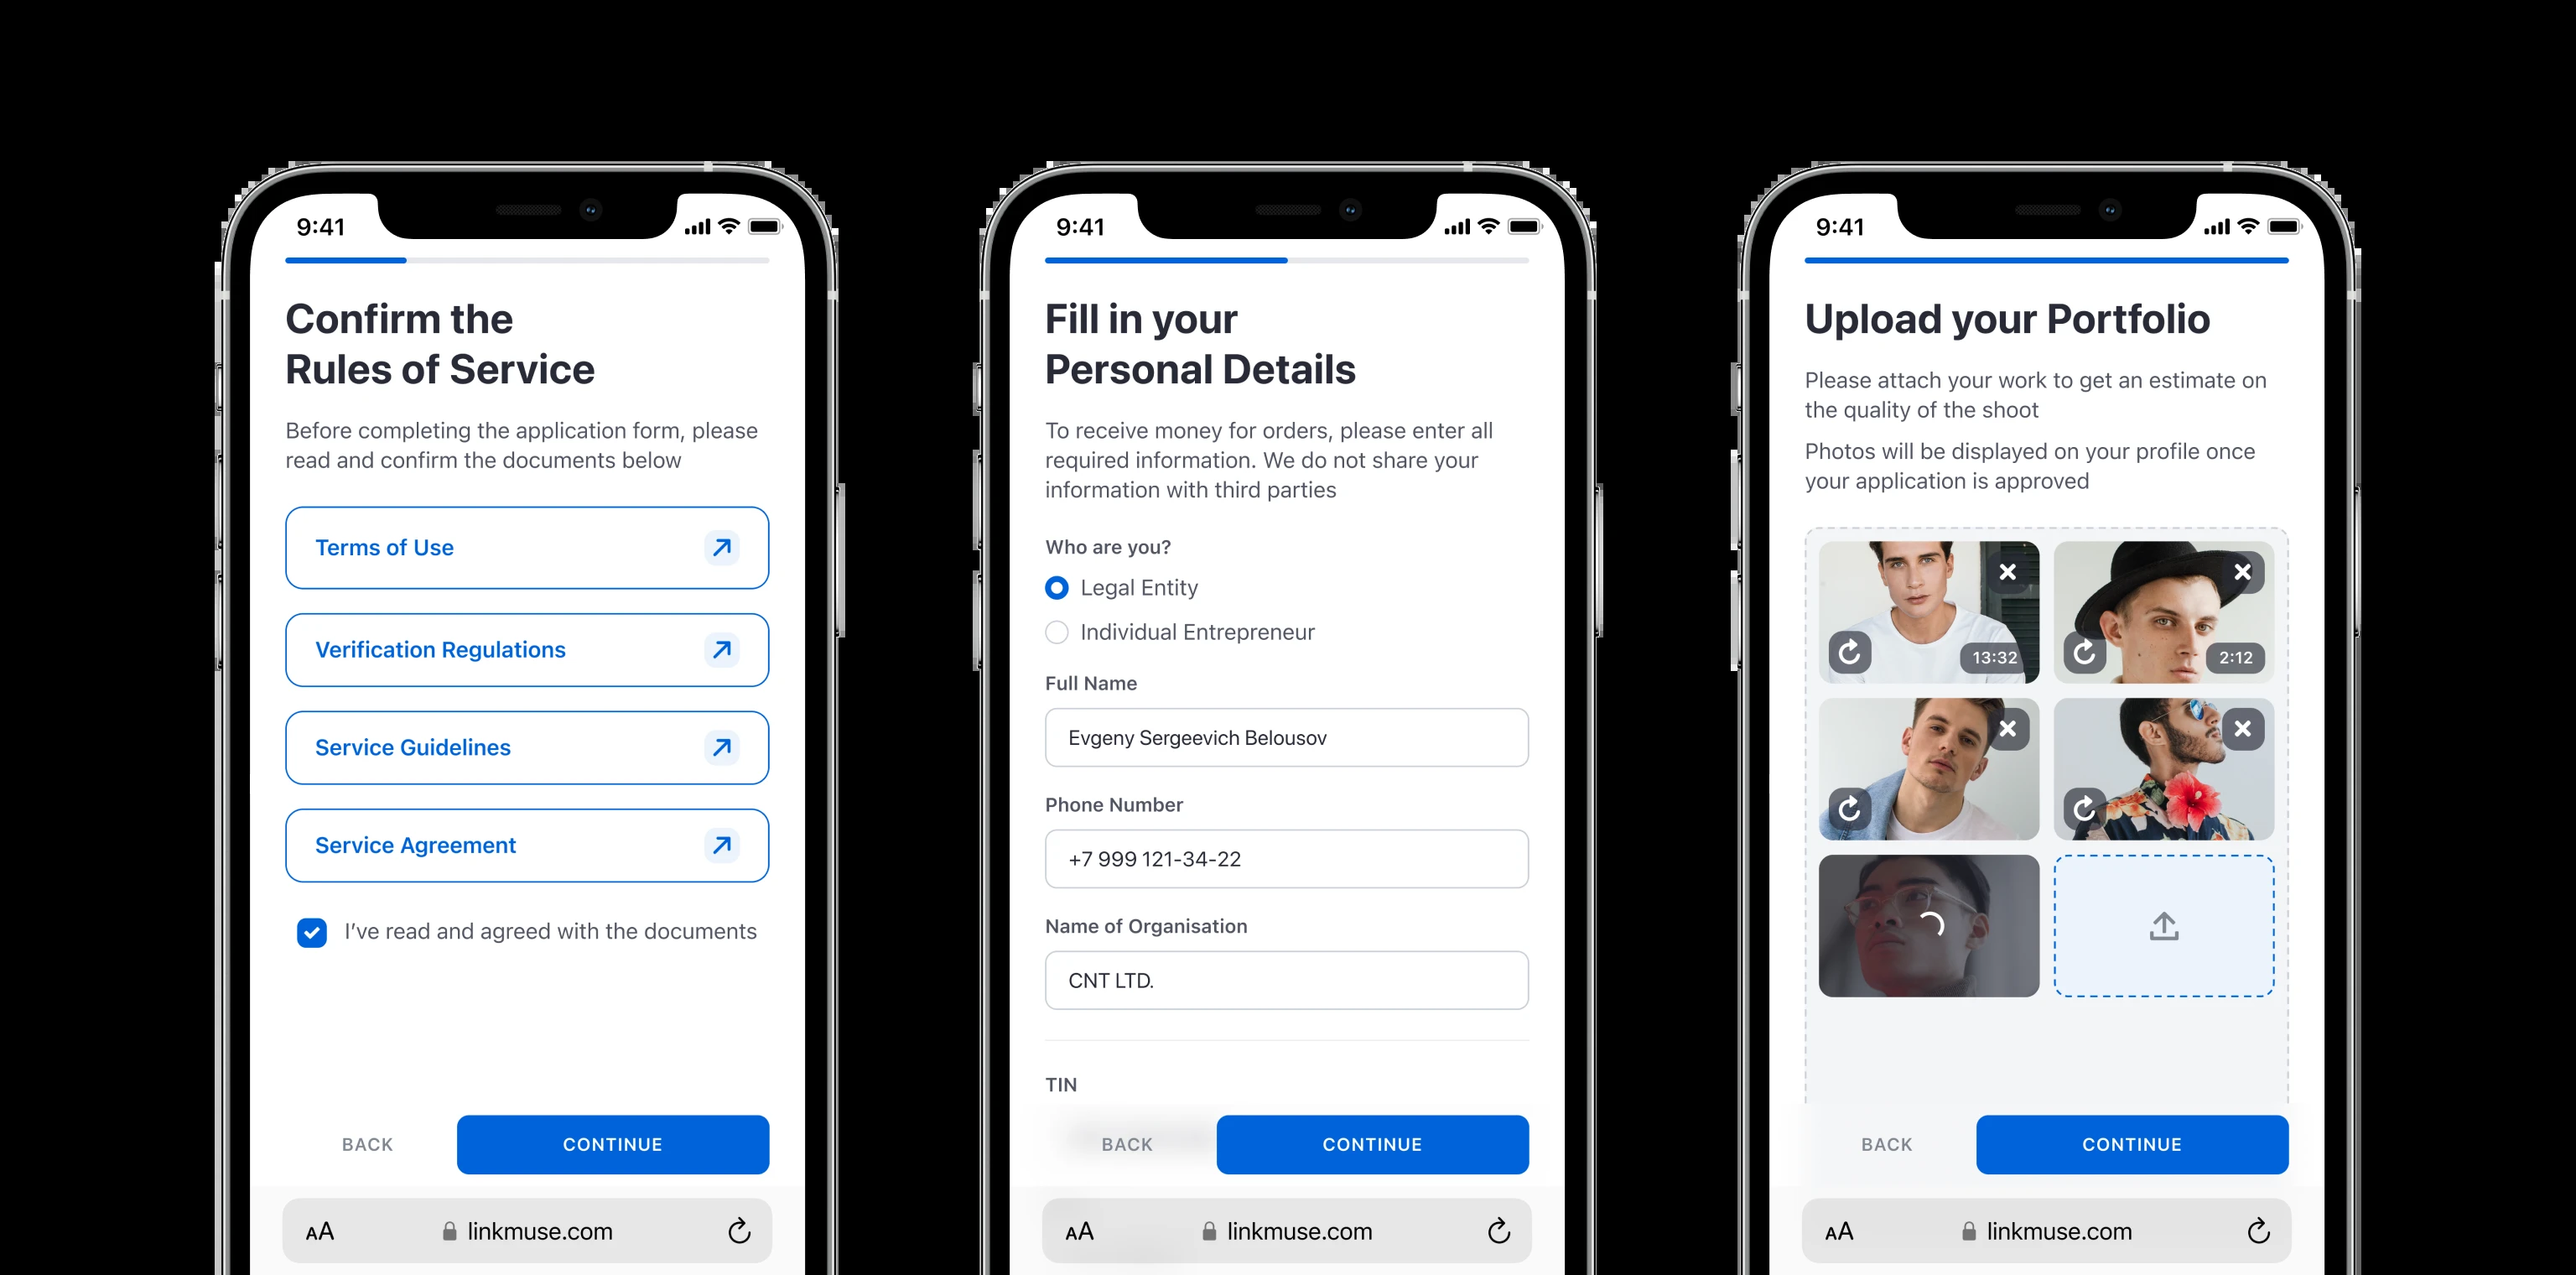 9:41
Confirm the
Rules of Service
Before completing the application form, please
read and confirm the documents below
Terms of Use
Verification Regulations
Service Guidelines
Service Agreement
I’ve read and agreed with the documents
BACK
CONTINUE
AA
linkmuse.com
9:41
Fill in your
Personal Details
To receive money for orders, please enter all
required information. We do not share your
information with third parties
Who are you?
Legal Entity
Individual Entrepreneur
Full Name
Evgeny Sergeevich Belousov
Phone Number
+7 999 121-34-22
Name of Organisation
CNT LTD.
TIN
BACK
CONTINUE
AA
linkmuse.com
9:41
Upload your Portfolio
Please attach your work to get an estimate on
the quality of the shoot
Photos will be displayed on your profile once
your application is approved
13:32
2:12
BACK
CONTINUE
AA
linkmuse.com